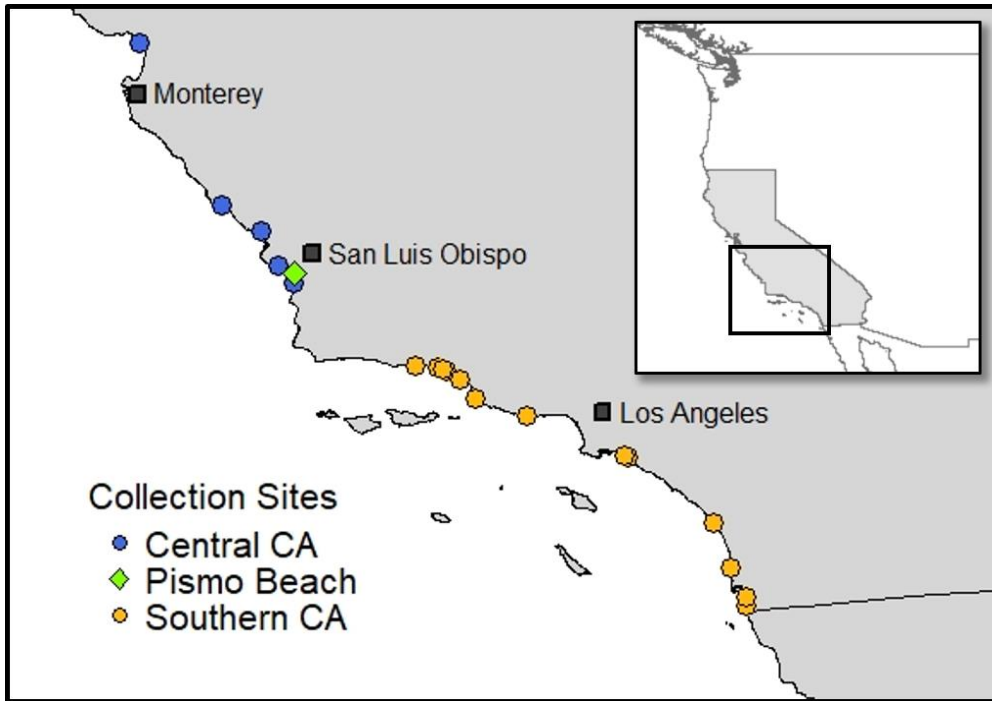 Monterey
San Luis Obispo
Los Angeles
Collection Sites
Central CA
Pismo Beach
Southern CA